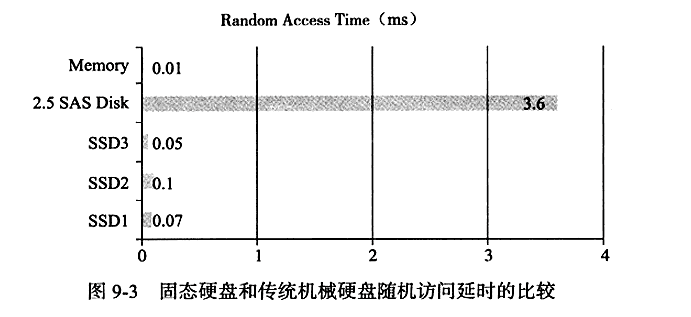 Random Access Time（ms）
Memory 0.01
2.5 SAS Disk 3.6
SSD3 0.05
SSD2 0.1
SSD1 0.07
0 1 2 3 4
图 9-3 固态硬盘和传统机械硬盘随机访问延时的比较